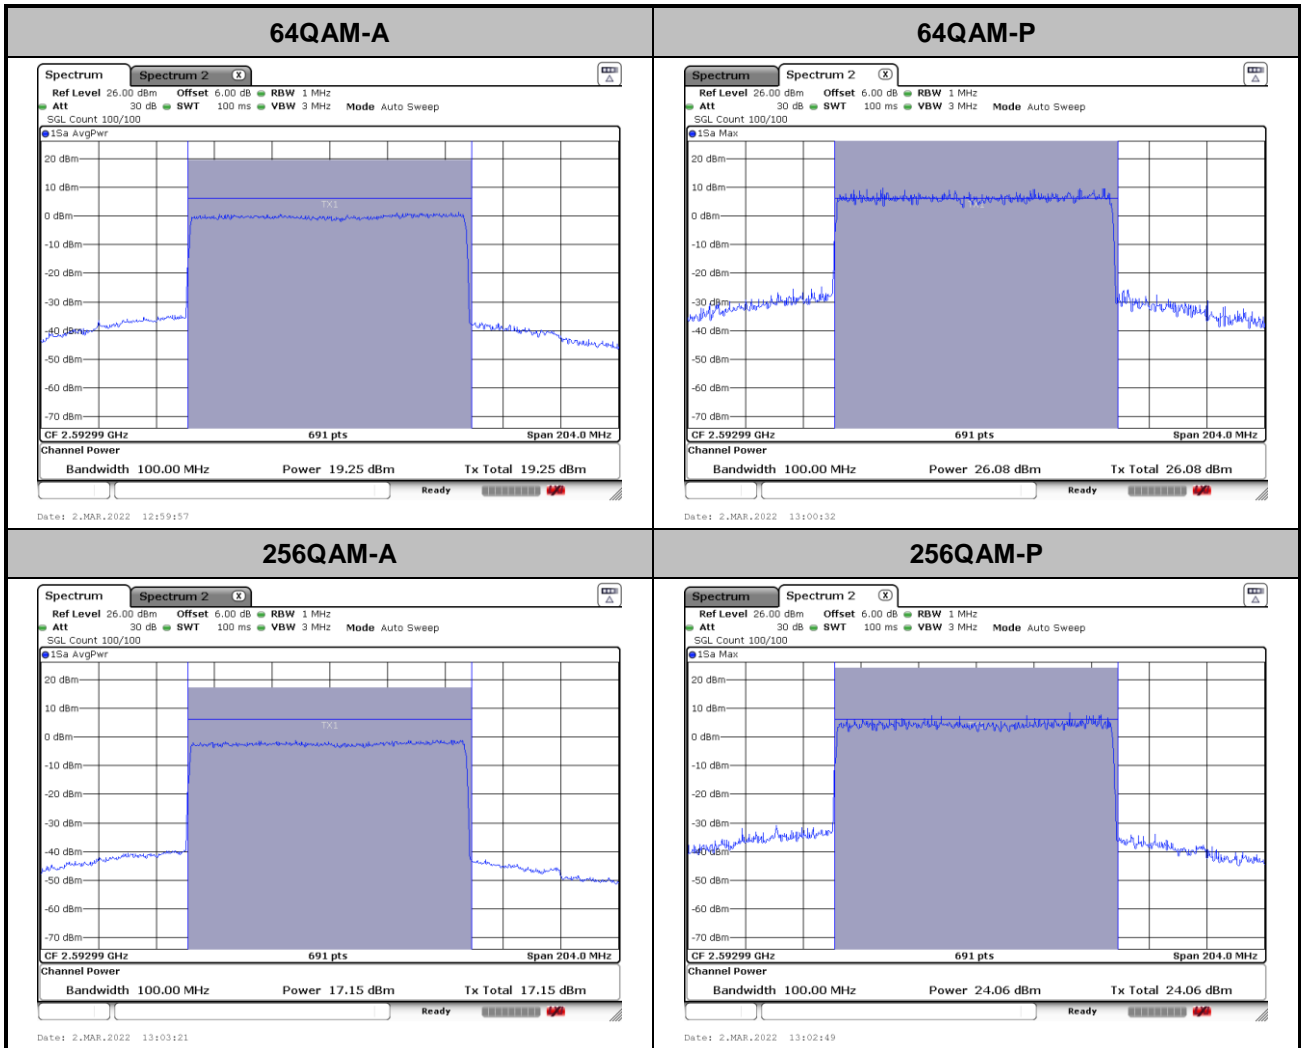 64QAM-A
64QAM-P
Spectrum Spectrum 2 X
Ref Level 26.00 dBm Offset 6.00 dB RBW 1 MHz
Att 30 dB SWT 100 ms VBW 3 MHz Mode Auto Sweep
SGL Count 100/100
1Sa AvgPwr
20 dBm
10 dBm
TX1
0 dBm
-10 dBm
-20 dBm
-30 dBm
-40 dBm
-50 dBm
-60 dBm
-70 dBm
CF 2.59299 GHz 691 pts Span 204.0 MHz
Channel Power
Bandwidth 100.00 MHz Power 19.25 dBm Tx Total 19.25 dBm
Ready
Date: 2.MAR.2022 12:59:57
Spectrum Spectrum 2 X
Ref Level 26.00 dBm Offset 6.00 dB RBW 1 MHz
Att 30 dB SWT 100 ms VBW 3 MHz Mode Auto Sweep
SGL Count 100/100
1Sa Max
20 dBm
10 dBm
0 dBm
-10 dBm
-20 dBm
-30 dBm
-40 dBm
-50 dBm
-60 dBm
-70 dBm
CF 2.59299 GHz 691 pts Span 204.0 MHz
Channel Power
Bandwidth 100.00 MHz Power 26.08 dBm Tx Total 26.08 dBm
Ready
Date: 2.MAR.2022 13:00:32
256QAM-A
256QAM-P
Spectrum Spectrum 2 X
Ref Level 26.00 dBm Offset 6.00 dB RBW 1 MHz
Att 30 dB SWT 100 ms VBW 3 MHz Mode Auto Sweep
SGL Count 100/100
1Sa AvgPwr
20 dBm
10 dBm
TX1
0 dBm
-10 dBm
-20 dBm
-30 dBm
-40 dBm
-50 dBm
-60 dBm
-70 dBm
CF 2.59299 GHz 691 pts Span 204.0 MHz
Channel Power
Bandwidth 100.00 MHz Power 17.15 dBm Tx Total 17.15 dBm
Ready
Date: 2.MAR.2022 13:03:21
Spectrum Spectrum 2 X
Ref Level 26.00 dBm Offset 6.00 dB RBW 1 MHz
Att 30 dB SWT 100 ms VBW 3 MHz Mode Auto Sweep
SGL Count 100/100
1Sa Max
20 dBm
10 dBm
0 dBm
-10 dBm
-20 dBm
-30 dBm
-40 dBm
-50 dBm
-60 dBm
-70 dBm
CF 2.59299 GHz 691 pts Span 204.0 MHz
Channel Power
Bandwidth 100.00 MHz Power 24.06 dBm Tx Total 24.06 dBm
Ready
Date: 2.MAR.2022 13:02:49